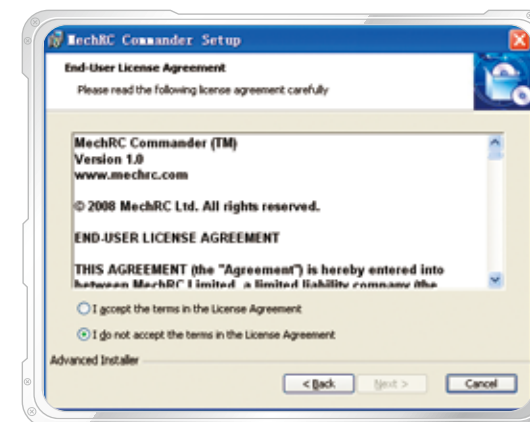 MechRC Commander Setup
End-User License Agreement
Please read the following license agreement carefully
MechRC Commander (TM)
Version 1.0
www.mechrc.com
© 2008 MechRC Ltd. All rights reserved.
END-USER LICENSE AGREEMENT
THIS AGREEMENT (the "Agreement") is hereby entered into
between MechRC Limited, a limited liability company (the
I accept the terms in the License Agreement
I do not accept the terms in the License Agreement
Advanced Installer
< Back
Next >
Cancel